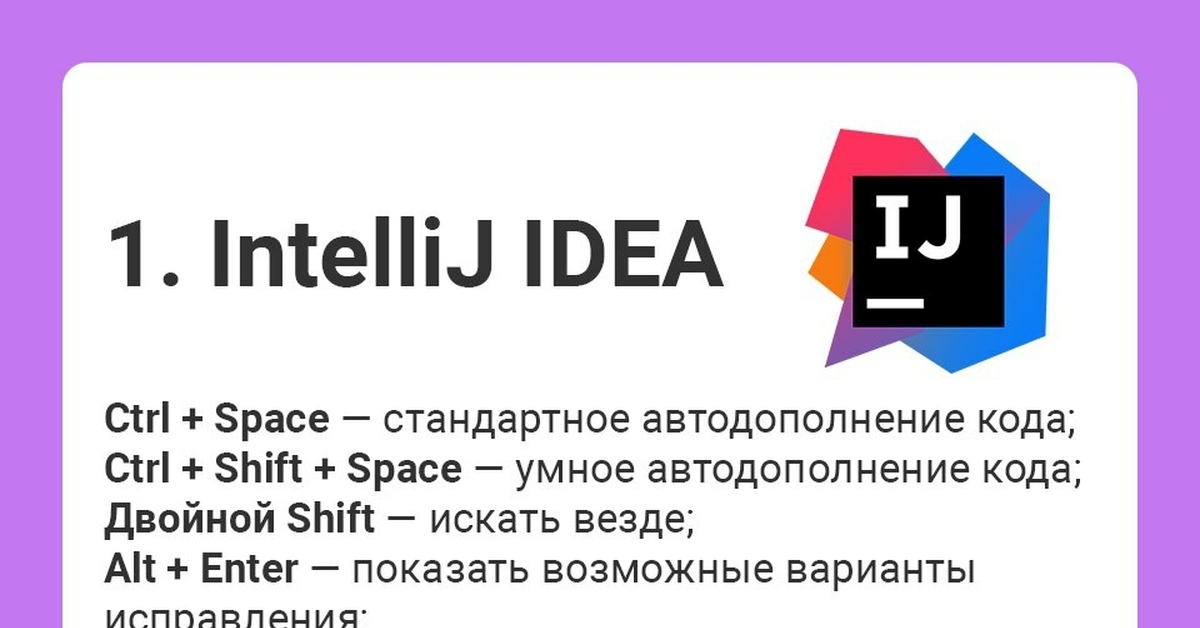 1. IntelliJ IDEA
IJ
Ctrl + Space — стандартное автодополнение кода;
Ctrl + Shift + Space — умное автодополнение кода;
Двойной Shift — искать везде;
Alt + Enter — показать возможные варианты
исправления;